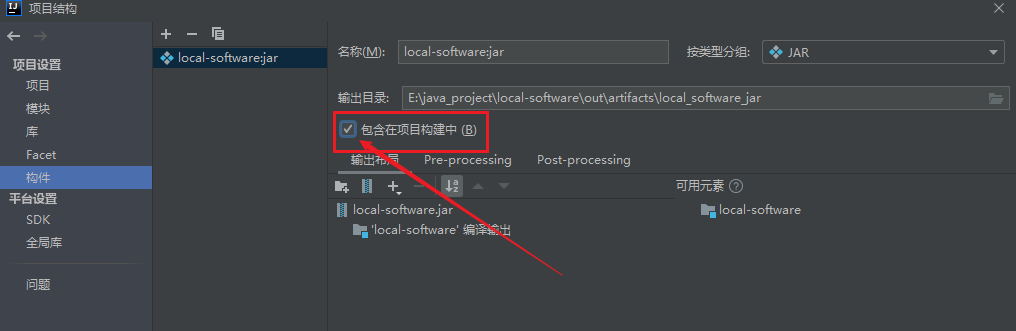 IJ 项目结构
项目设置
项目
模块
库
Facet
构件
平台设置
SDK
全局库
问题
local-software:jar
名称(M): local-software:jar 按类型分组: JAR
输出目录: E:\java_project\local-software\out\artifacts\local_software_jar
包含在项目构建中 (B)
输出布局 Pre-processing Post-processing
可用元素
local-software.jar
'local-software' 编译输出
local-software